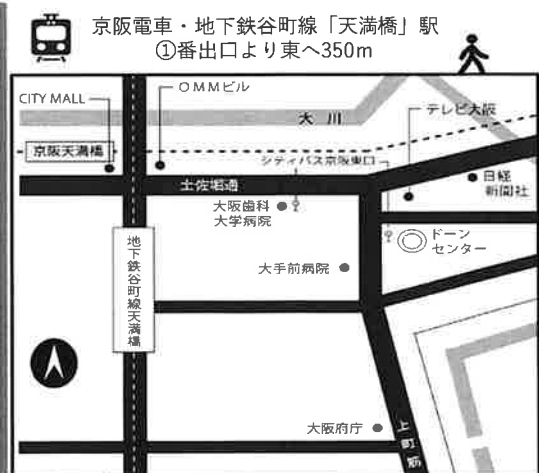 京阪電車・地下鉄谷町線「天満橋」駅
①番出口より東へ350m
CITY MALL
OMMビル
大川
テレビ大阪
京阪天満橋
シティバス京阪東口
土佐堀通
日経
新聞社
大阪歯科
大学病院
ドーン
センター
地下鉄谷町線天満橋
大手前病院
大阪府庁
上町筋